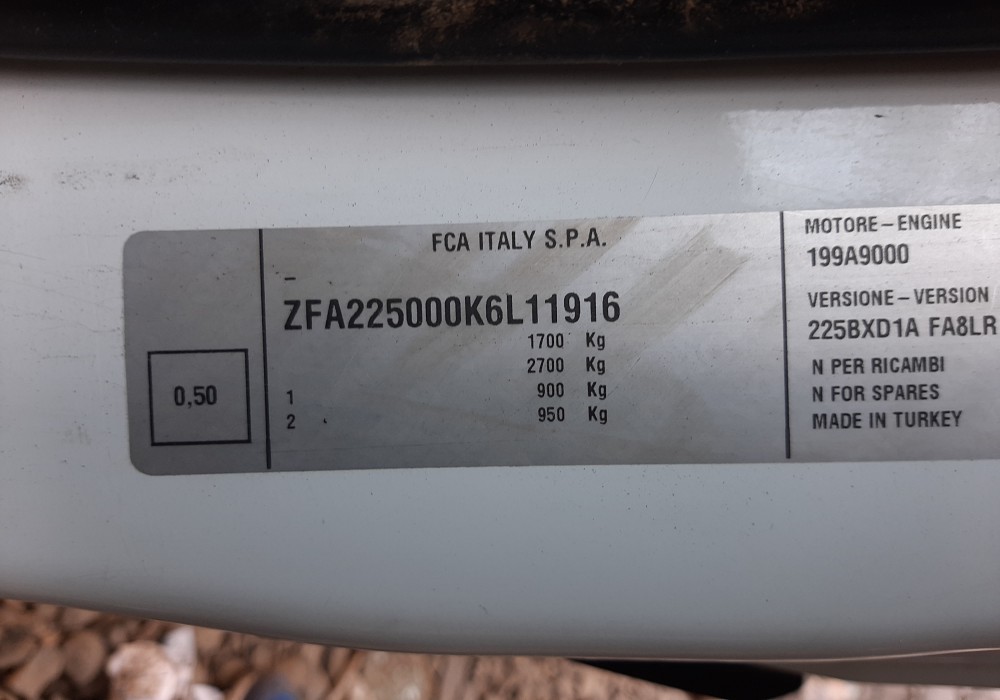 FCA ITALY S.P.A.
–
ZFA225000K6L11916
1700 Kg
2700 Kg
1 900 Kg
2 950 Kg
0,50
MOTORE–ENGINE
199A9000
VERSIONE–VERSION
225BXD1A FA8LR
N PER RICAMBI
N FOR SPARES
MADE IN TURKEY